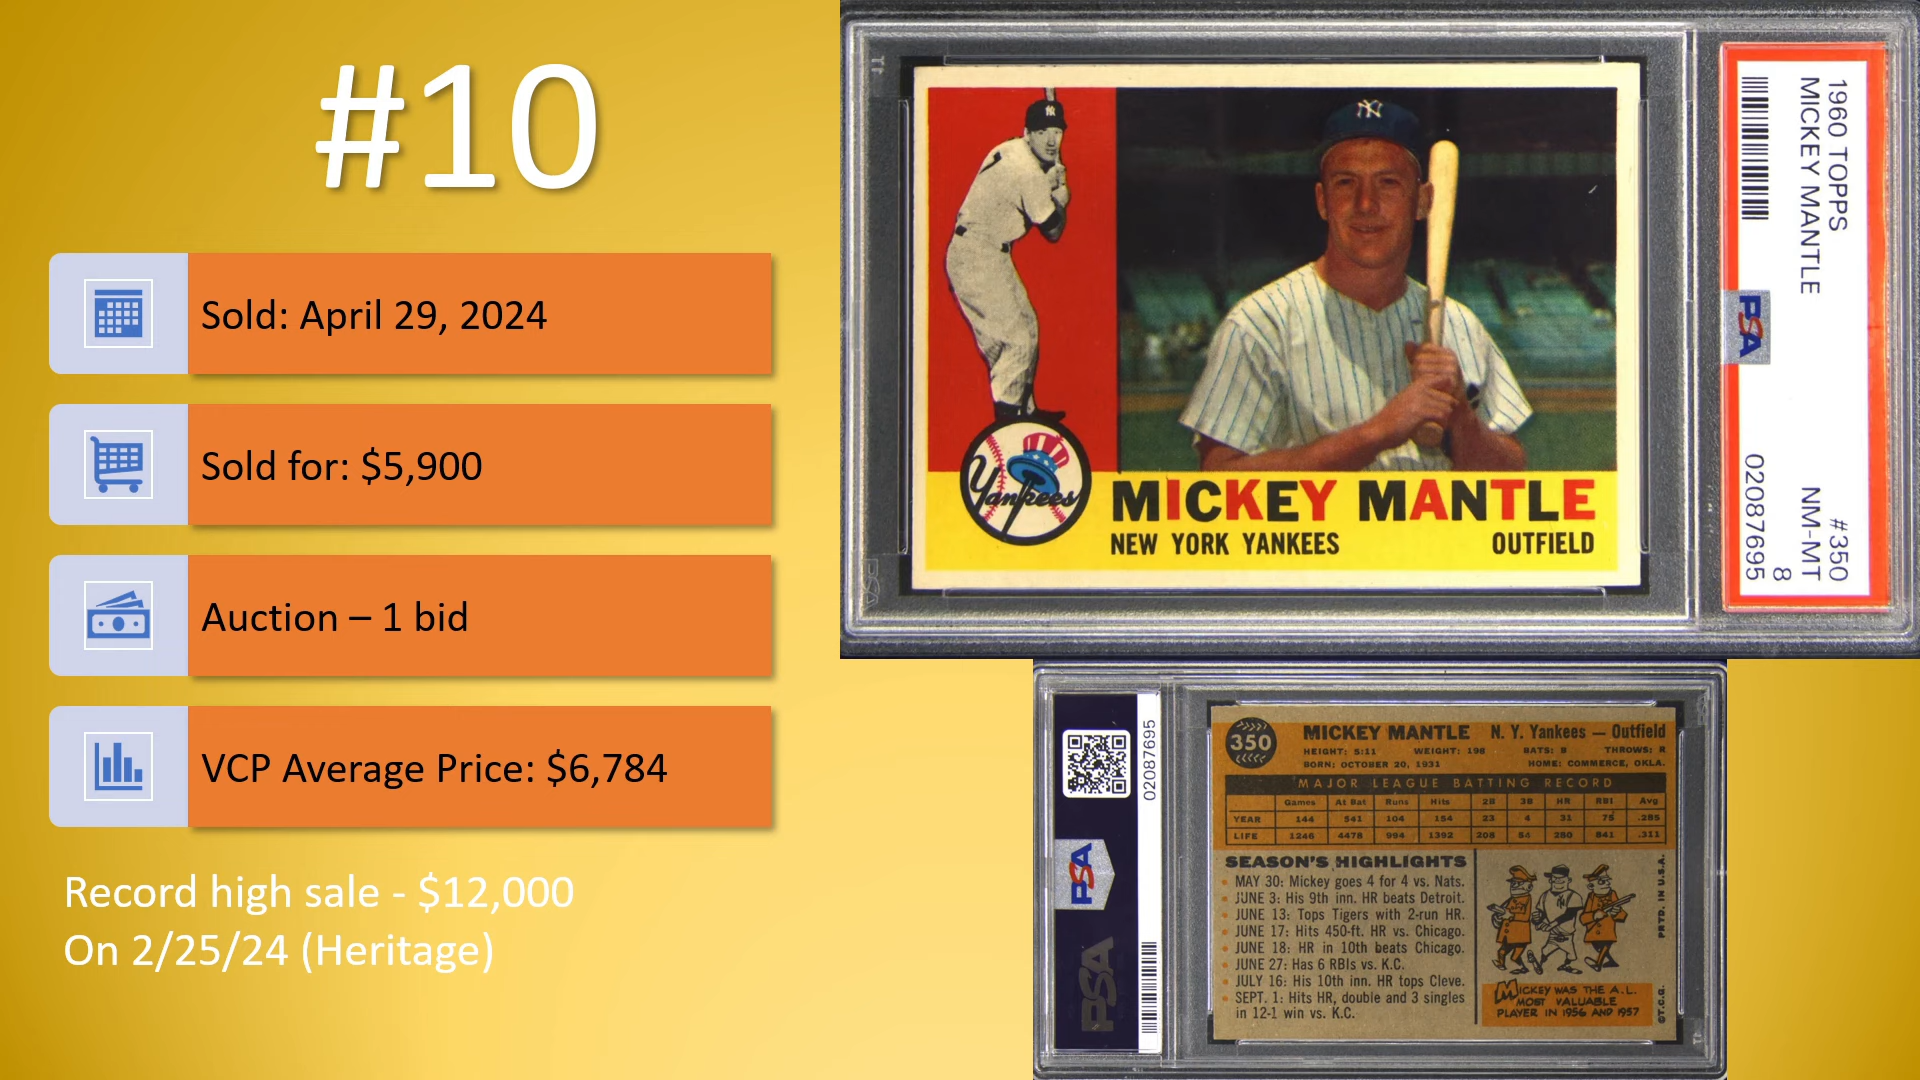 #10
Sold: April 29, 2024
Sold for: $5,900
Auction – 1 bid
VCP Average Price: $6,784
Record high sale - $12,000
On 2/25/24 (Heritage)
NY
Yankees
MICKEY MANTLE
NEW YORK YANKEES OUTFIELD
1960 TOPPS #350
MICKEY MANTLE NM-MT
8
PSA 02087695
02087695
PSA
PSA
350
MICKEY MANTLE N. Y. Yankees — Outfield
HEIGHT: 5:11 WEIGHT: 198 BATS: B THROWS: R
BORN: OCTOBER 20, 1931 HOME: COMMERCE, OKLA.
MAJOR LEAGUE BATTING RECORD
Games At Bat Runs Hits 2B 3B HR RBI Avg
YEAR 144 541 104 154 23 4 31 75 .285
LIFE 1246 4478 994 1392 208 54 280 841 .311
SEASON'S HIGHLIGHTS
MAY 30: Mickey goes 4 for 4 vs. Nats.
JUNE 3: His 9th inn. HR beats Detroit.
JUNE 13: Tops Tigers with 2-run HR.
JUNE 17: Hits 450-ft. HR vs. Chicago.
JUNE 18: HR in 10th beats Chicago.
JUNE 27: Has 6 RBIs vs. K.C.
JULY 16: His 10th inn. HR tops Cleve.
SEPT. 1: Hits HR, double and 3 singles
in 12-1 win vs. K.C.
MICKEY WAS THE A.L.
MOST VALUABLE
PLAYER IN 1956 AND 1957
©T.C.G. PRTD. IN U.S.A.